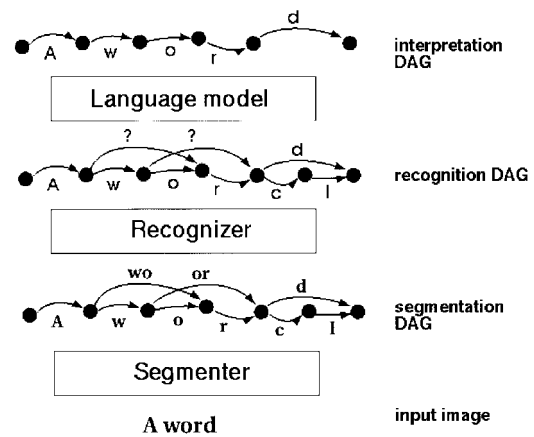 d
A w o r
interpretation
DAG
Language model
? ? d
A w o r c l
recognition DAG
Recognizer
wo or d
A w o r c l
segmentation
DAG
Segmenter
A word
input image